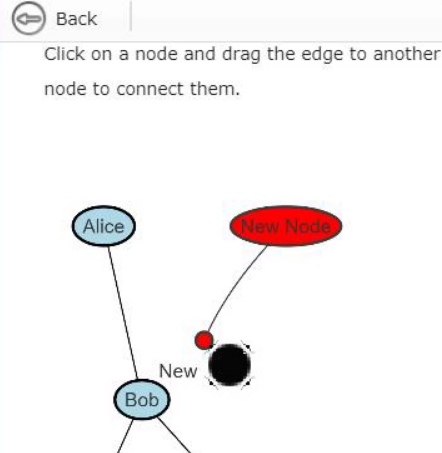 Back
Click on a node and drag the edge to another
node to connect them.
Alice
New Node
New
Bob